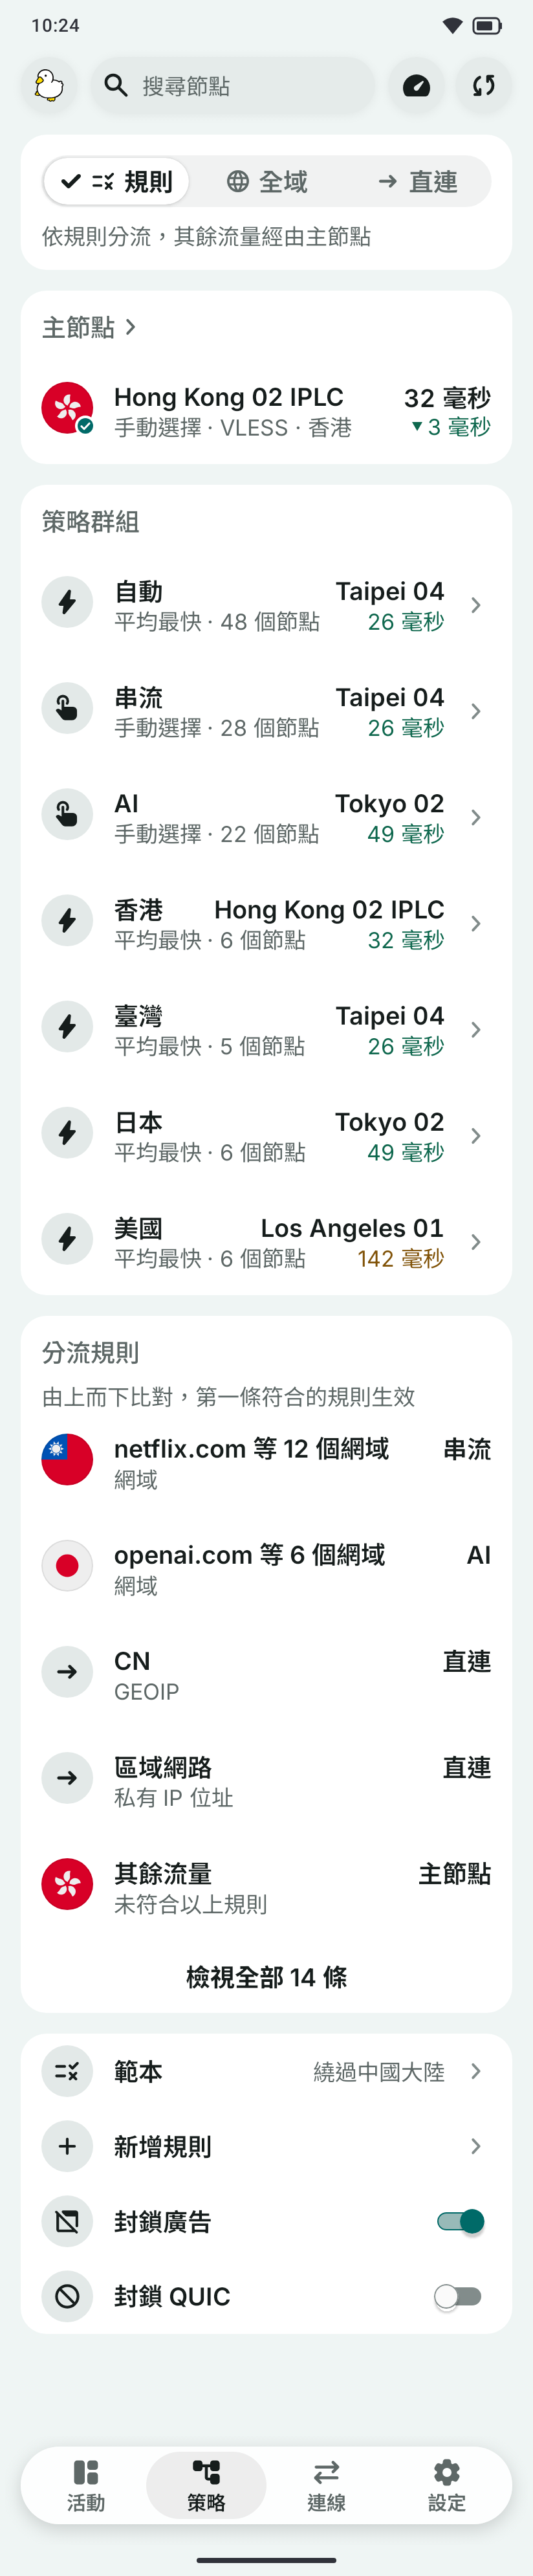 10:24
搜尋節點
規則
全域
直連
依規則分流，其餘流量經由主節點
主節點
Hong Kong 02 IPLC
32 毫秒
手動選擇 · VLESS · 香港
▼3 毫秒
策略群組
自動
Taipei 04
平均最快 · 48 個節點
26 毫秒
串流
Taipei 04
手動選擇 · 28 個節點
26 毫秒
AI
Tokyo 02
手動選擇 · 22 個節點
49 毫秒
香港
Hong Kong 02 IPLC
平均最快 · 6 個節點
32 毫秒
臺灣
Taipei 04
平均最快 · 5 個節點
26 毫秒
日本
Tokyo 02
平均最快 · 6 個節點
49 毫秒
美國
Los Angeles 01
平均最快 · 6 個節點
142 毫秒
分流規則
由上而下比對，第一條符合的規則生效
netflix.com 等 12 個網域
串流
網域
openai.com 等 6 個網域
AI
網域
CN
直連
GEOIP
區域網路
直連
私有 IP 位址
其餘流量
主節點
未符合以上規則
檢視全部 14 條
範本
繞過中國大陸
新增規則
封鎖廣告
封鎖 QUIC
活動
策略
連線
設定